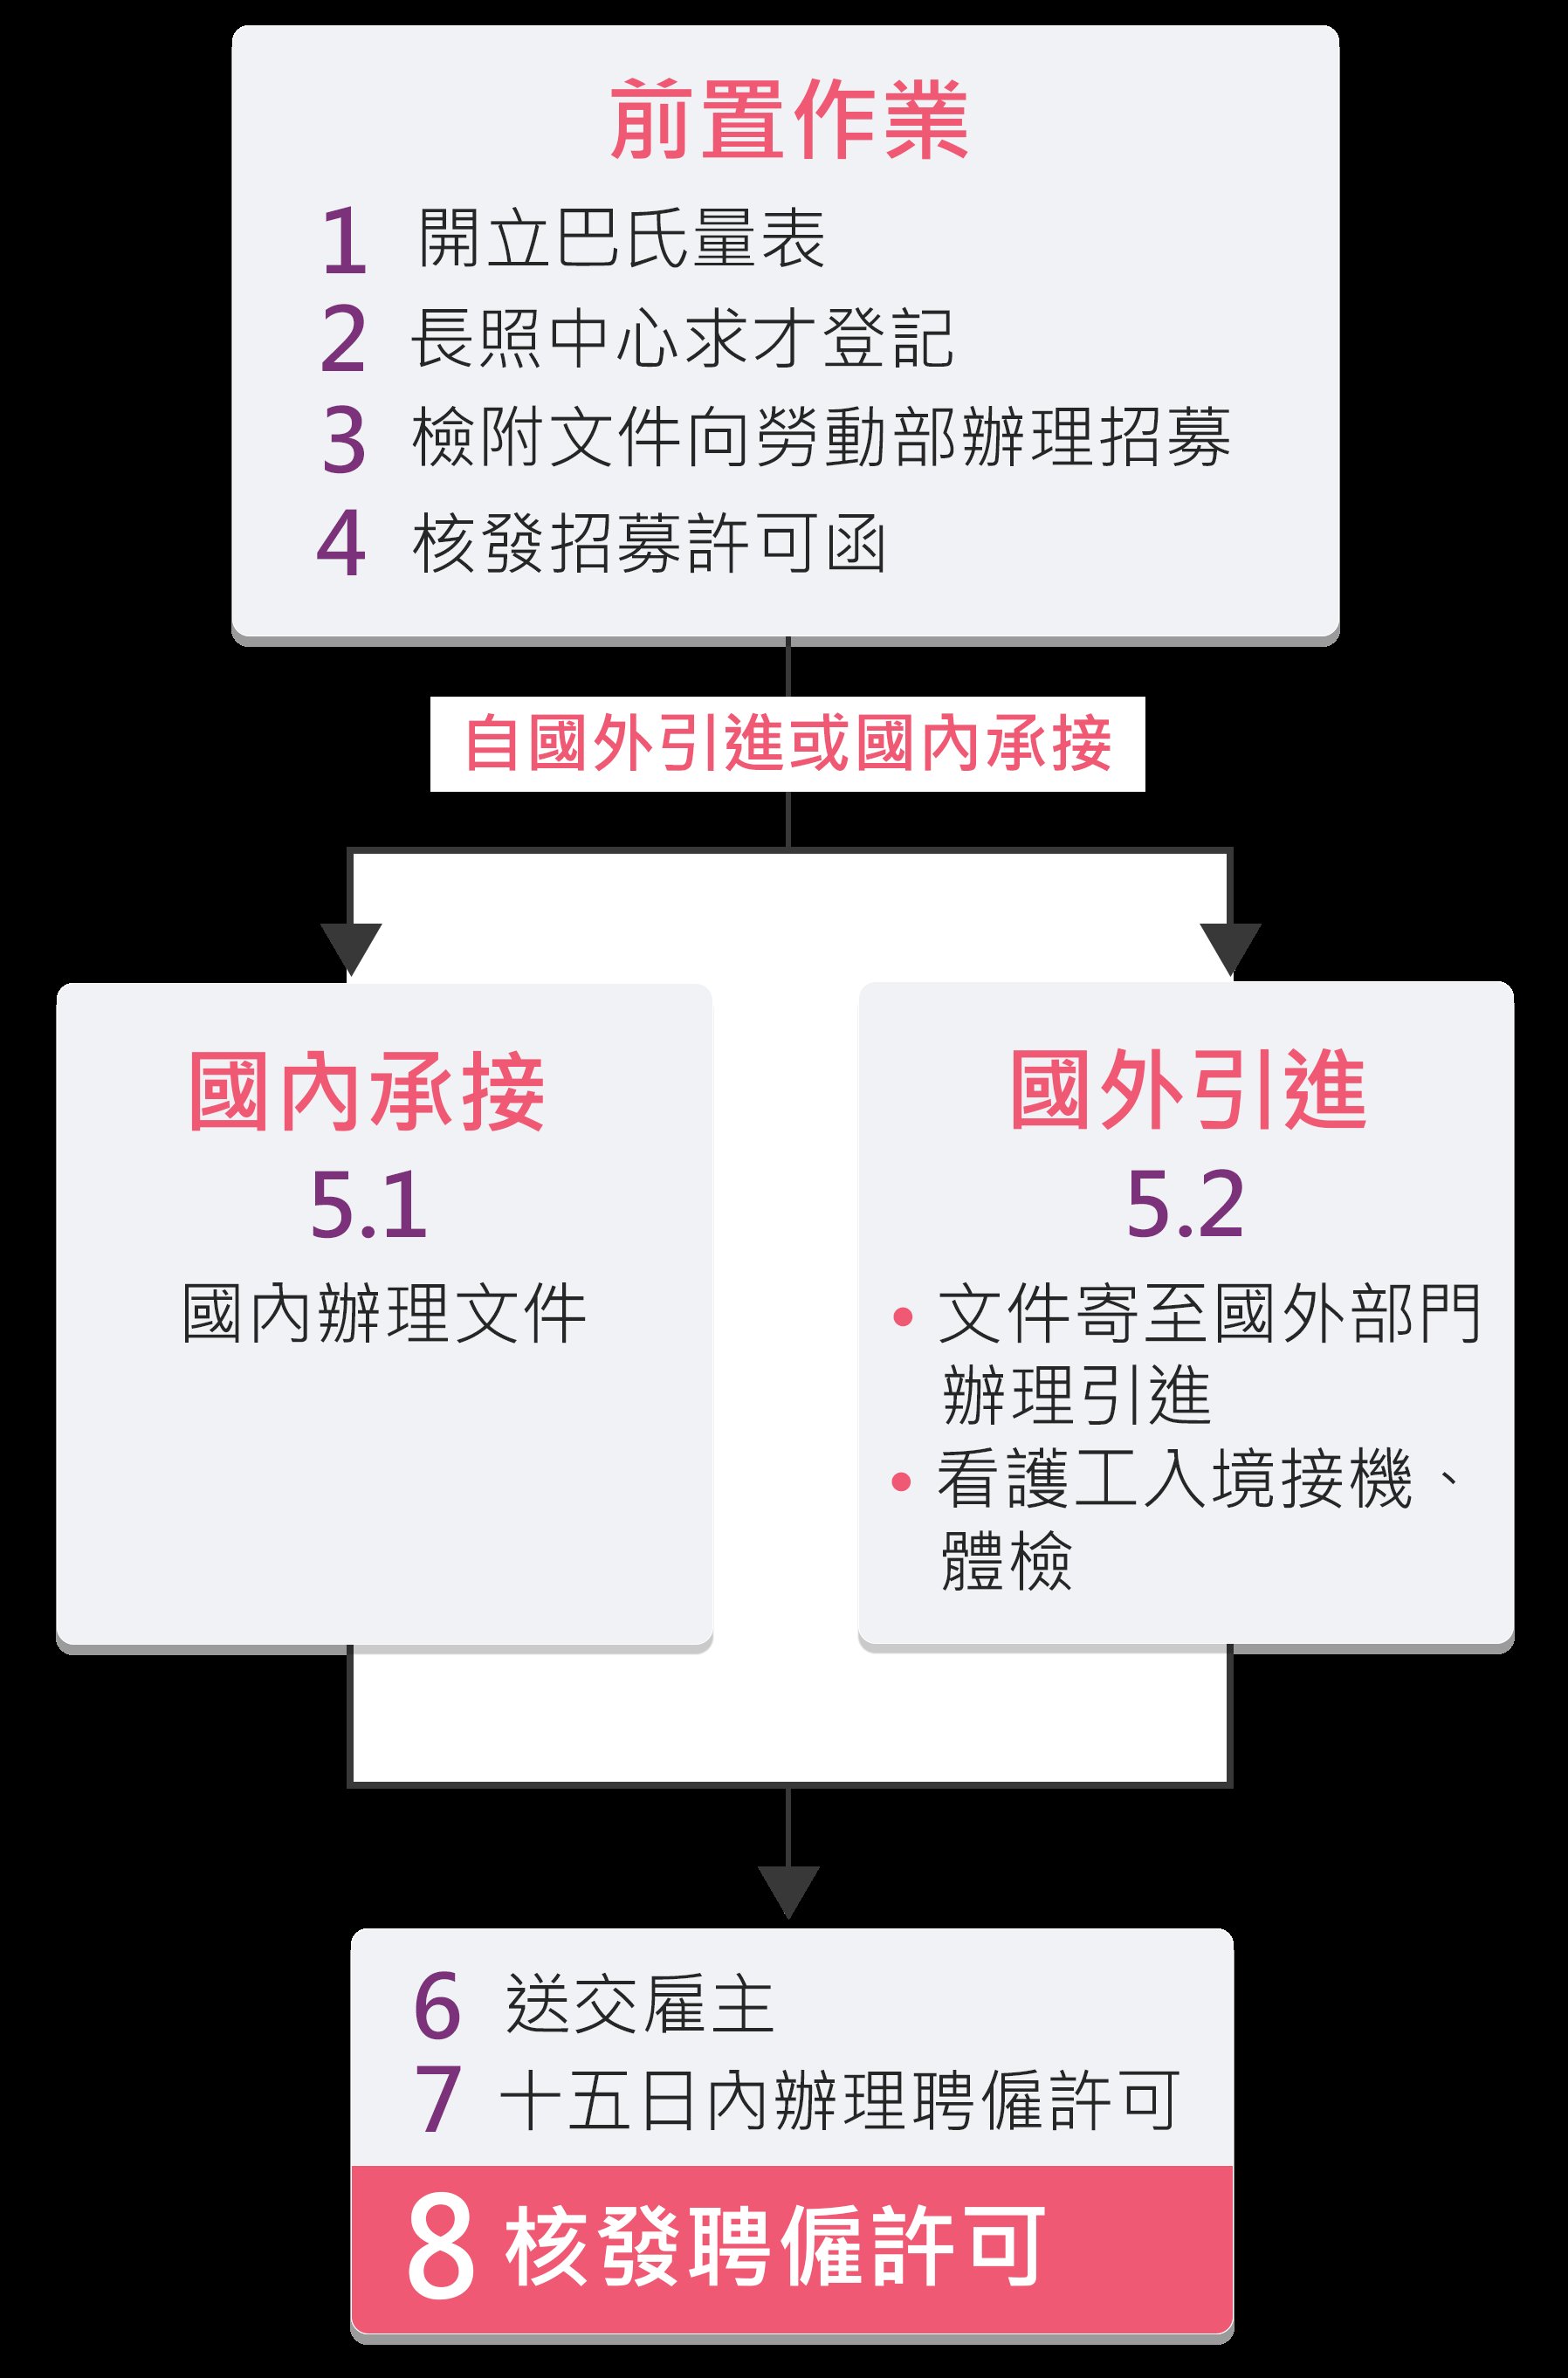 前置作業
1 開立巴氏量表
2 長照中心求才登記
3 檢附文件向勞動部辦理招募
4 核發招募許可函
自國外引進或國內承接
國內承接
5.1
國內辦理文件
國外引進
5.2
• 文件寄至國外部門
辦理引進
• 看護工入境接機、
體檢
6 送交雇主
7 十五日內辦理聘僱許可
8 核發聘僱許可